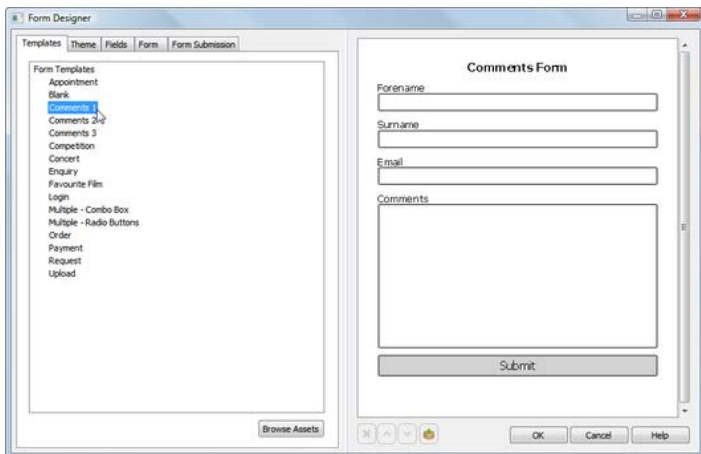 Form Designer
Templates Theme Fields Form Form Submission
Form Templates
Appointment
Blank
Comments 1
Comments 2
Comments 3
Competition
Concert
Enquiry
Favourite Film
Login
Multiple - Combo Box
Multiple - Radio Buttons
Order
Payment
Request
Upload
Browse Assets
Comments Form
Forename
Surname
Email
Comments
Submit
OK Cancel Help